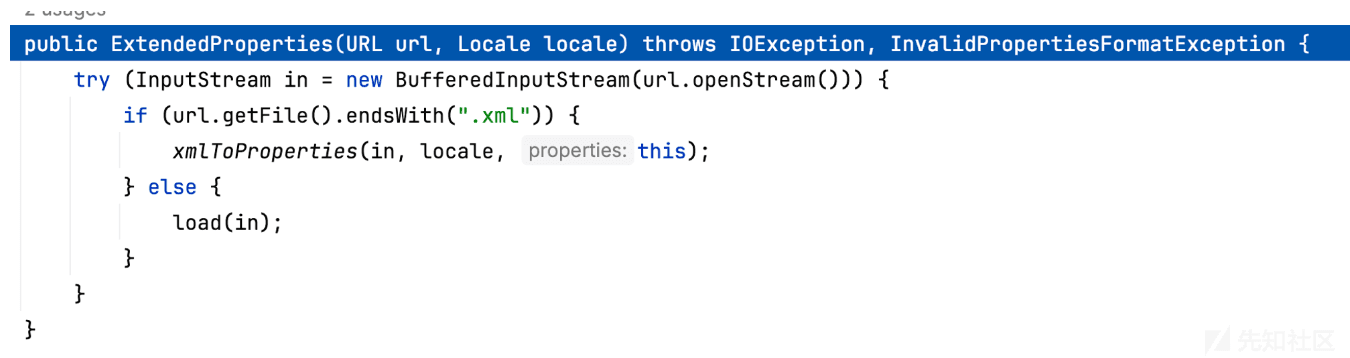 2 usages
public ExtendedProperties(URL url, Locale locale) throws IOException, InvalidPropertiesFormatException {
    try (InputStream in = new BufferedInputStream(url.openStream())) {
        if (url.getFile().endsWith(".xml")) {
            xmlToProperties(in, locale, properties: this);
        } else {
            load(in);
        }
    }
}
先知社区